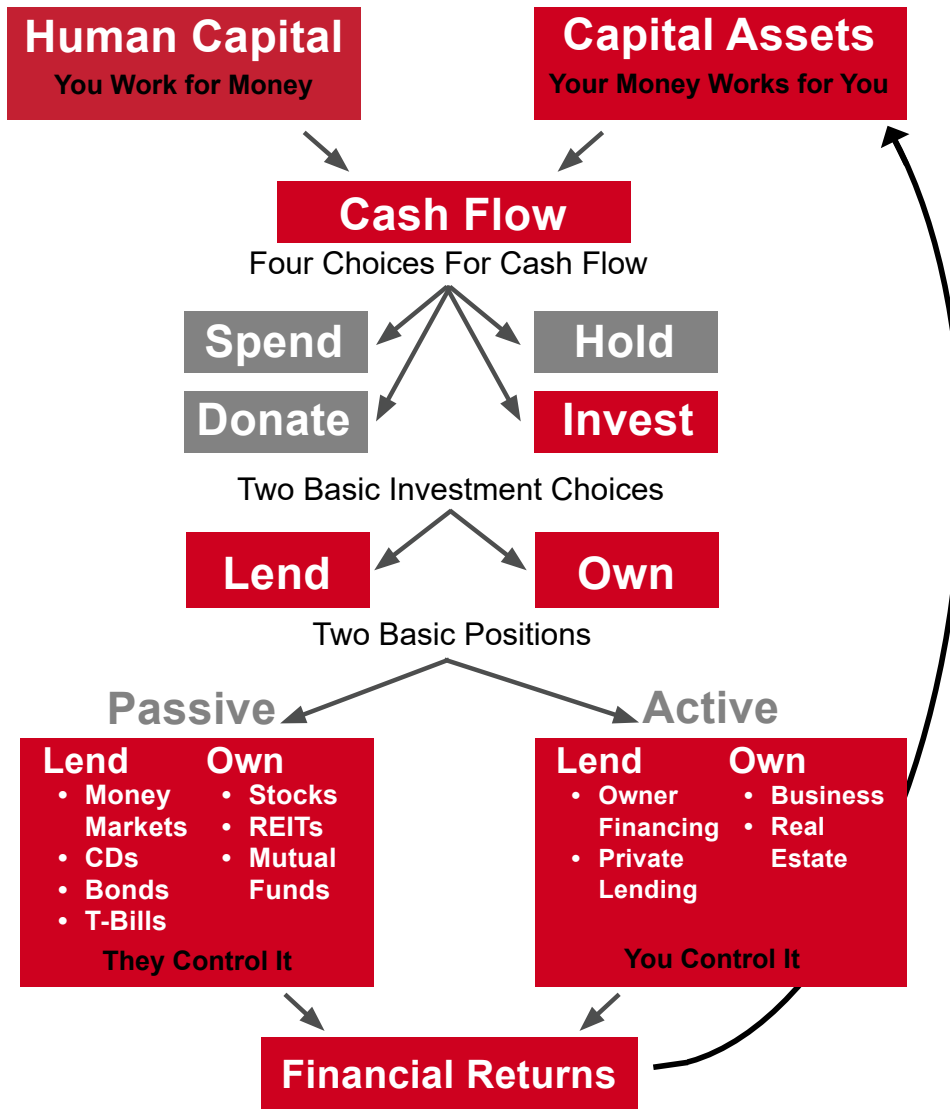 Human Capital
You Work for Money
Capital Assets
Your Money Works for You
Cash Flow
Four Choices For Cash Flow
Spend
Hold
Donate
Invest
Two Basic Investment Choices
Lend
Own
Two Basic Positions
Passive
Lend
• Money
Markets
• CDs
• Bonds
• T-Bills
Own
• Stocks
• REITs
• Mutual
Funds
They Control It
Active
Lend
• Owner
Financing
• Private
Lending
Own
• Business
• Real
Estate
You Control It
Financial Returns